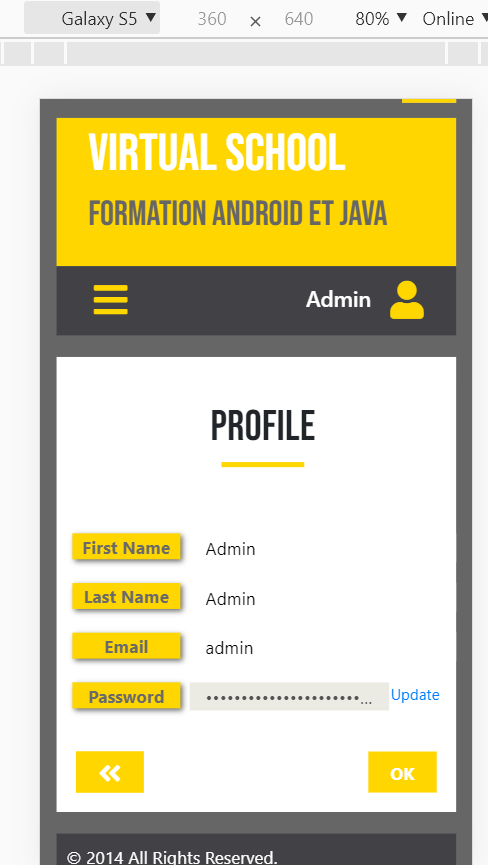 Galaxy S5 ▼ 360 × 640 80% ▼ Online ▼
VIRTUAL SCHOOL
FORMATION ANDROID ET JAVA
Admin
PROFILE
First Name Admin
Last Name Admin
Email admin
Password ••••••••••••••••••••••... Update
« OK
© 2014 All Rights Reserved.